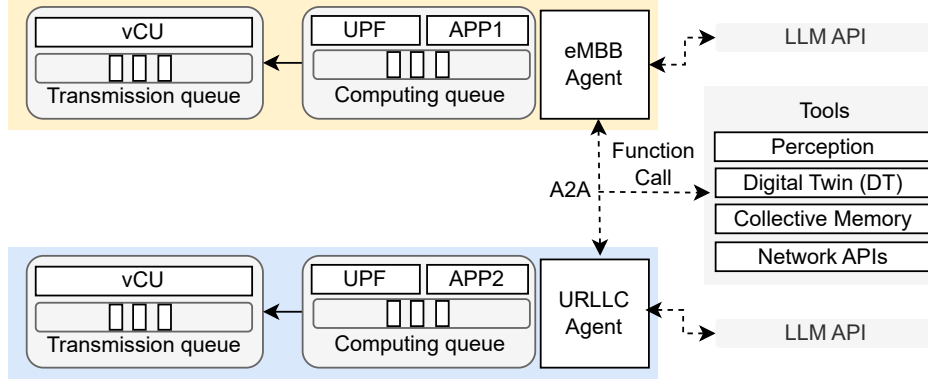 vCU
Transmission queue
UPF
APP1
Computing queue
eMBB
Agent
LLM API
A2A
Function
Call
Tools
Perception
Digital Twin (DT)
Collective Memory
Network APIs
vCU
Transmission queue
UPF
APP2
Computing queue
URLLC
Agent
LLM API